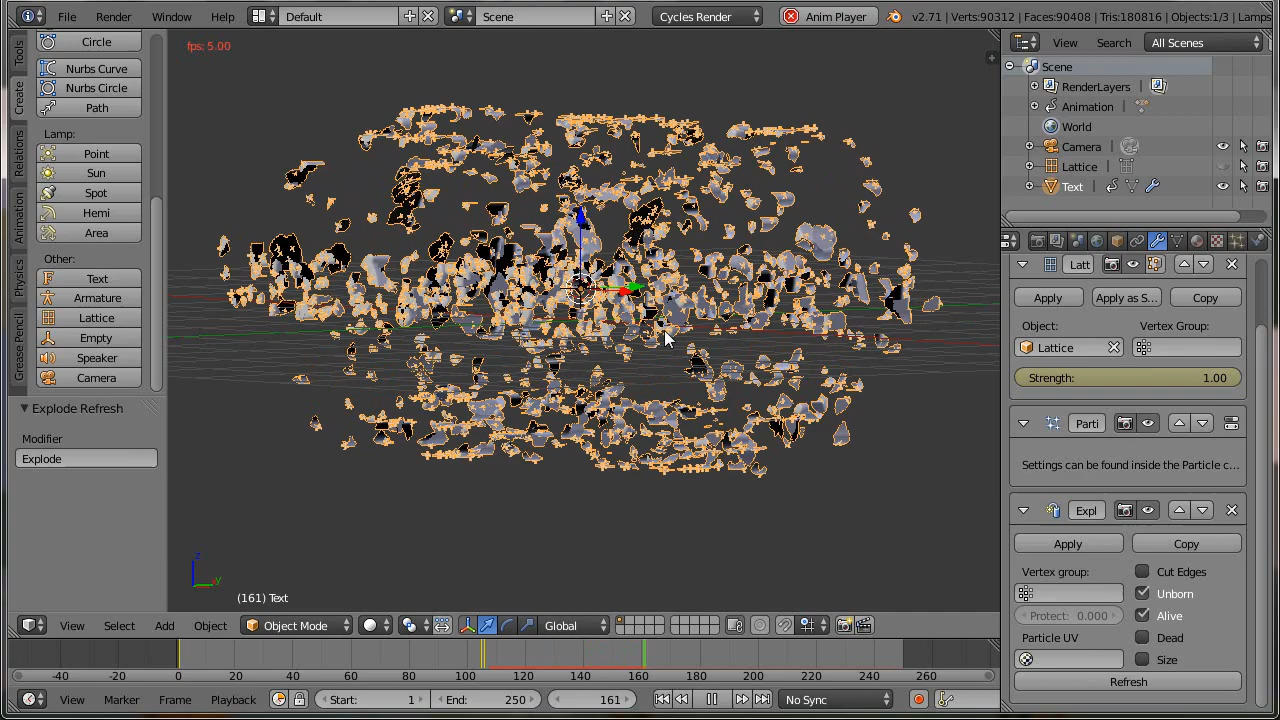 File Render Window Help Default Scene Cycles Render Anim Player v2.71 | Verts:90312 | Faces:90408 | Tris:180816 | Objects:1/3 | Lamps
Tools
Create
Relations
Animation
Physics
Grease Pencil
Circle
Nurbs Curve
Nurbs Circle
Path
Lamp:
Point
Sun
Spot
Hemi
Area
Other:
Text
Armature
Lattice
Empty
Speaker
Camera
Explode Refresh
Modifier
Explode
fps: 5.00
z
y
(161) Text
View Select Add Object Object Mode Global
-40 -20 0 20 40 60 80 100 120 140 160 180 200 220 240 260
View Marker Frame Playback Start: 1 End: 250 161 No Sync
View Search All Scenes
Scene
RenderLayers
Animation
World
Camera
Lattice
Text
Latt
Apply Apply as S... Copy
Object: Vertex Group:
Lattice
Strength: 1.00
Parti
Settings can be found inside the Particle c...
Expl
Apply Copy
Vertex group: Cut Edges
Unborn
Protect: 0.000 Alive
Particle UV Dead
Size
Refresh